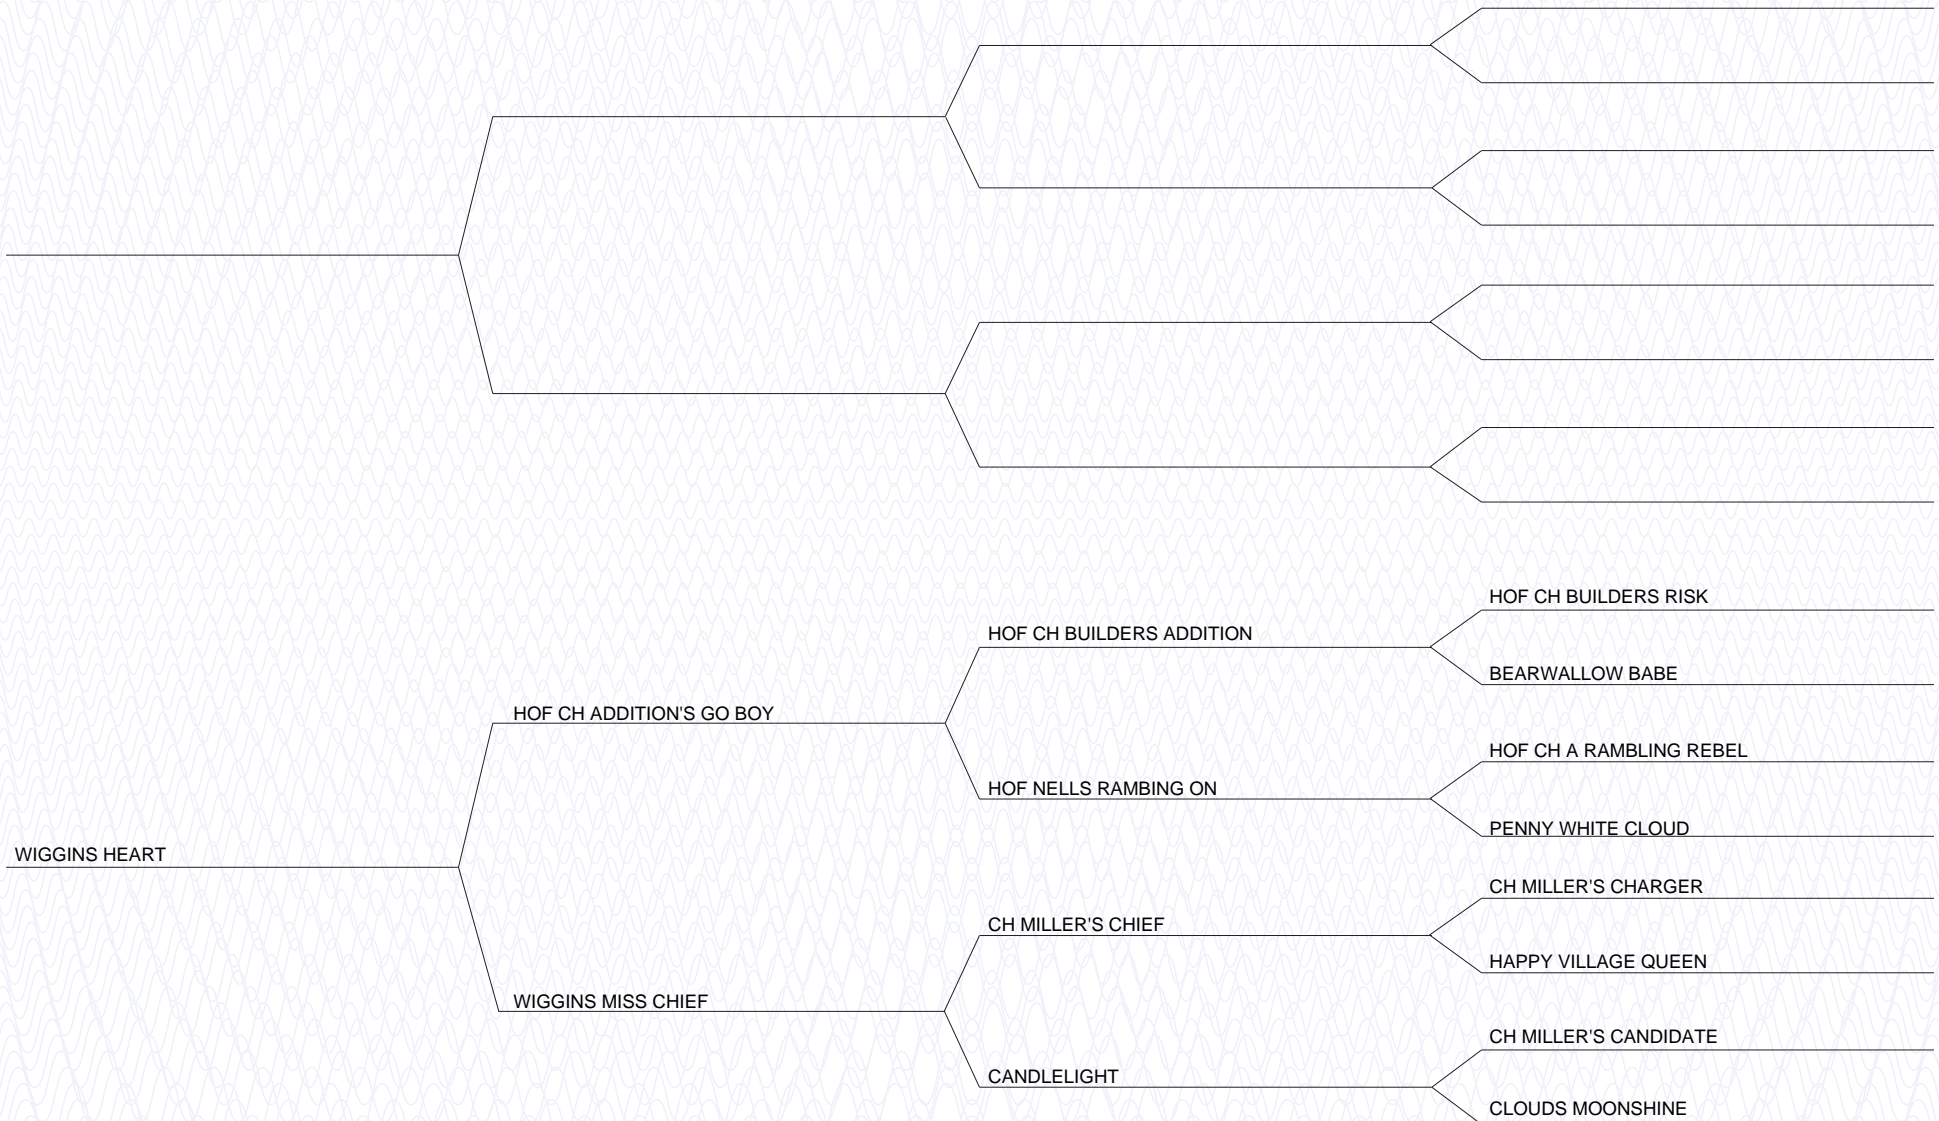 HOF CH BUILDERS RISK
HOF CH BUILDERS ADDITION
BEARWALLOW BABE
HOF CH ADDITION'S GO BOY
HOF CH A RAMBLING REBEL
HOF NELLS RAMBING ON
PENNY WHITE CLOUD
WIGGINS HEART
CH MILLER'S CHARGER
CH MILLER'S CHIEF
HAPPY VILLAGE QUEEN
WIGGINS MISS CHIEF
CH MILLER'S CANDIDATE
CANDLELIGHT
CLOUDS MOONSHINE